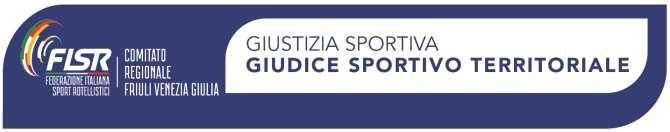 FISR
FEDERAZIONE ITALIANA
SPORT ROTELLISTICI
COMITATO
REGIONALE
FRIULI VENEZIA GIULIA
GIUSTIZIA SPORTIVA
GIUDICE SPORTIVO TERRITORIALE